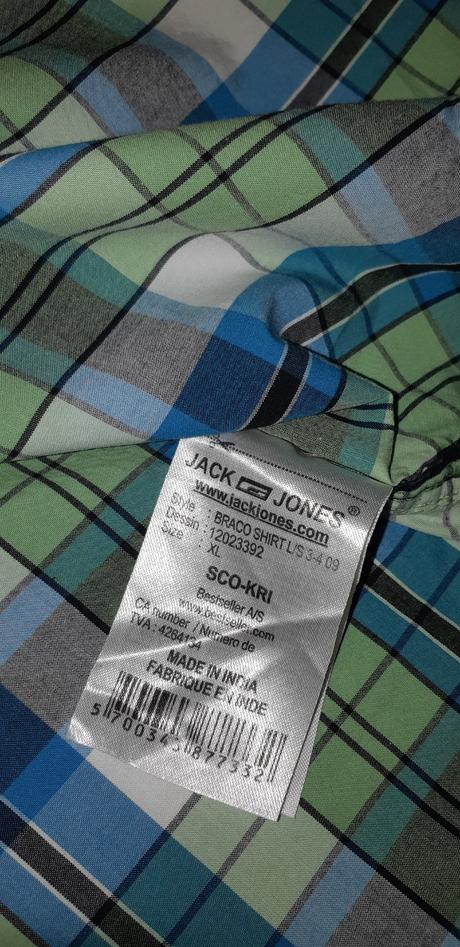 JACK JONES®
www.jackjones.com
Style : BRACO SHIRT L/S 3-4 09
Dessin : 12023392
Size : XL
SCO-KRI
Bestseller A/S
www.bestseller.com
CA number / Numero de
TVA : 4264134
MADE IN INDIA
FABRIQUE EN INDE
5 700343 877332